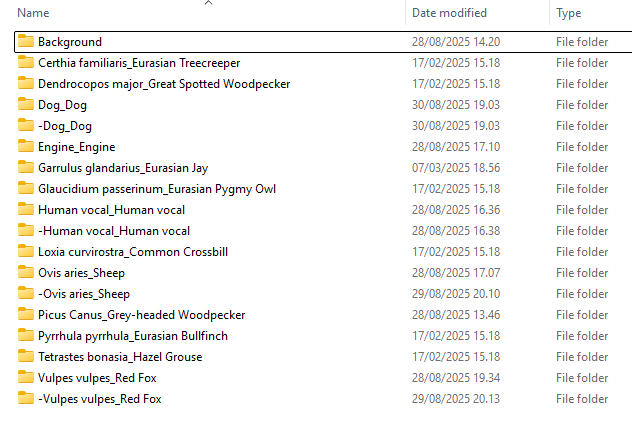 Name Date modified Type
Background 28/08/2025 14.20 File folder
Certhia familiaris_Eurasian Treecreeper 17/02/2025 15.18 File folder
Dendrocopos major_Great Spotted Woodpecker 17/02/2025 15.18 File folder
Dog_Dog 30/08/2025 19.03 File folder
-Dog_Dog 30/08/2025 19.03 File folder
Engine_Engine 28/08/2025 17.10 File folder
Garrulus glandarius_Eurasian Jay 07/03/2025 18.56 File folder
Glaucidium passerinum_Eurasian Pygmy Owl 17/02/2025 15.18 File folder
Human vocal_Human vocal 28/08/2025 16.36 File folder
-Human vocal_Human vocal 28/08/2025 16.38 File folder
Loxia curvirostra_Common Crossbill 17/02/2025 15.18 File folder
Ovis aries_Sheep 28/08/2025 17.07 File folder
-Ovis aries_Sheep 29/08/2025 20.10 File folder
Picus Canus_Grey-headed Woodpecker 28/08/2025 13.46 File folder
Pyrrhula pyrrhula_Eurasian Bullfinch 17/02/2025 15.18 File folder
Tetrastes bonasia_Hazel Grouse 17/02/2025 15.18 File folder
Vulpes vulpes_Red Fox 28/08/2025 19.34 File folder
-Vulpes vulpes_Red Fox 29/08/2025 20.13 File folder